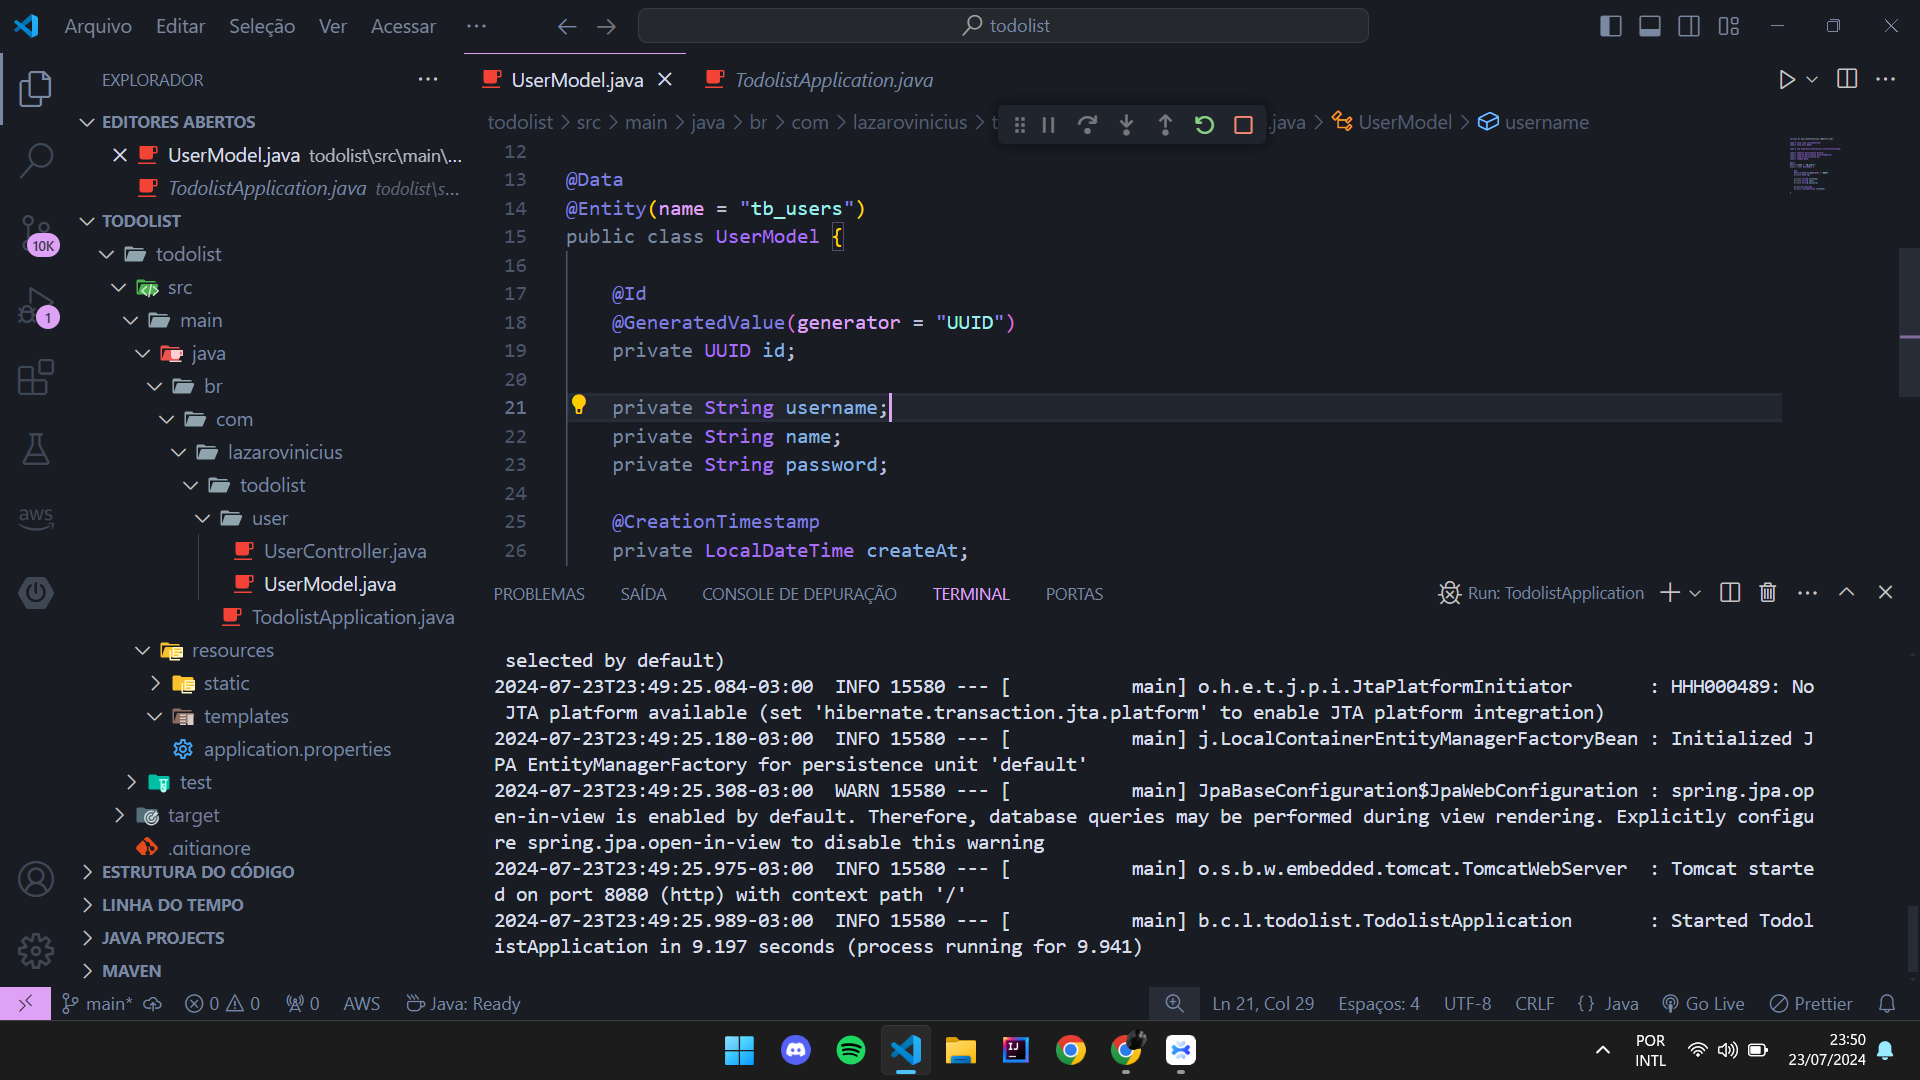 Arquivo Editar Seleção Ver Acessar ···
todolist
EXPLORADOR
EDITORES ABERTOS
UserModel.java todolist\src\main\...
TodolistApplication.java todolist\s...
TODOLIST
todolist
src
main
java
br
com
lazarovinicius
todolist
user
UserController.java
UserModel.java
TodolistApplication.java
resources
static
templates
application.properties
test
target
.gitignore
ESTRUTURA DO CÓDIGO
LINHA DO TEMPO
JAVA PROJECTS
MAVEN
10K
1
aws
UserModel.java
TodolistApplication.java
todolist > src > main > java > br > com > lazarovinicius > t .java > UserModel > username
12
13 @Data
14 @Entity(name = "tb_users")
15 public class UserModel {
16
17 @Id
18 @GeneratedValue(generator = "UUID")
19 private UUID id;
20
21 private String username;
22 private String name;
23 private String password;
24
25 @CreationTimestamp
26 private LocalDateTime createAt;
PROBLEMAS SAÍDA CONSOLE DE DEPURAÇÃO TERMINAL PORTAS
Run: TodolistApplication
selected by default)
2024-07-23T23:49:25.084-03:00  INFO 15580 --- [           main] o.h.e.t.j.p.i.JtaPlatformInitiator       : HHH000489: No
JTA platform available (set 'hibernate.transaction.jta.platform' to enable JTA platform integration)
2024-07-23T23:49:25.180-03:00  INFO 15580 --- [           main] j.LocalContainerEntityManagerFactoryBean : Initialized J
PA EntityManagerFactory for persistence unit 'default'
2024-07-23T23:49:25.308-03:00  WARN 15580 --- [           main] JpaBaseConfiguration$JpaWebConfiguration : spring.jpa.op
en-in-view is enabled by default. Therefore, database queries may be performed during view rendering. Explicitly configu
re spring.jpa.open-in-view to disable this warning
2024-07-23T23:49:25.975-03:00  INFO 15580 --- [           main] o.s.b.w.embedded.tomcat.TomcatWebServer  : Tomcat starte
d on port 8080 (http) with context path '/'
2024-07-23T23:49:25.989-03:00  INFO 15580 --- [           main] b.c.l.todolist.TodolistApplication       : Started Todol
istApplication in 9.197 seconds (process running for 9.941)
main* 0 0 0 AWS Java: Ready
Ln 21, Col 29 Espaços: 4 UTF-8 CRLF {} Java Go Live Prettier
IJ
POR
INTL
23:50
23/07/2024